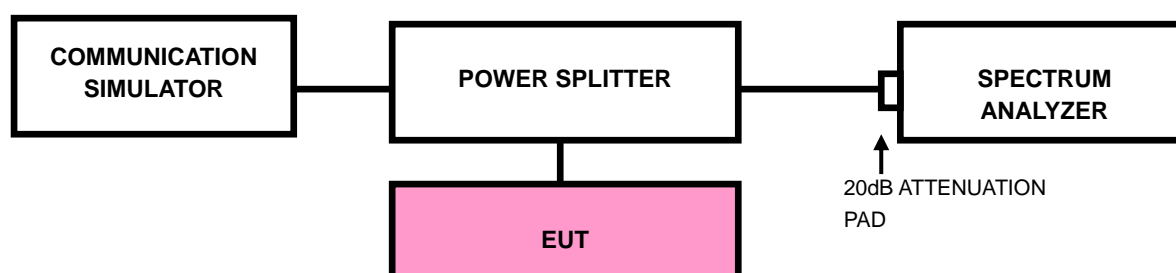 COMMUNICATION
SIMULATOR
POWER SPLITTER
SPECTRUM
ANALYZER
20dB ATTENUATION
PAD
EUT